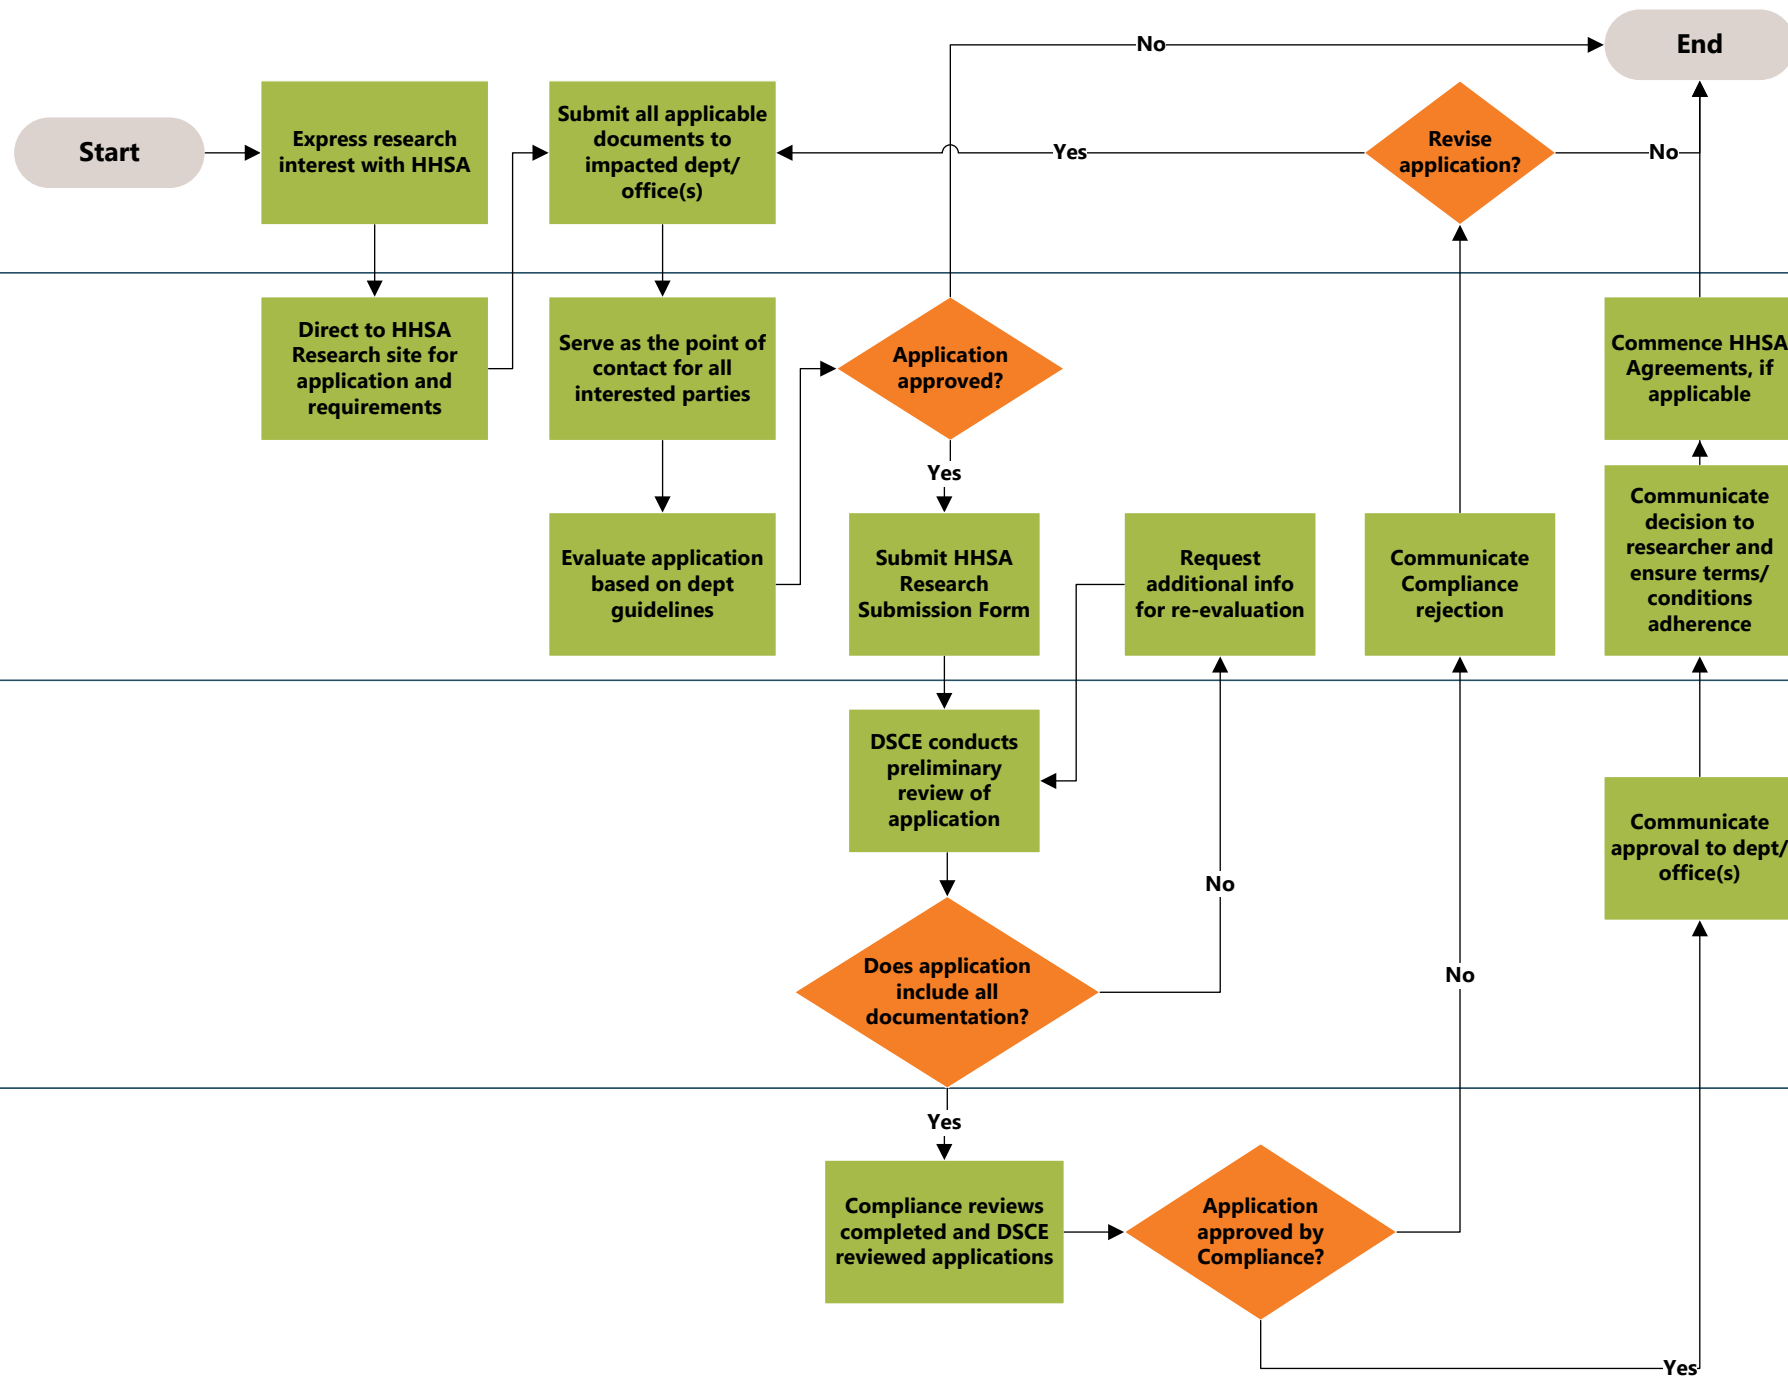 No
End
Start
Express research
interest with HHSA
Submit all applicable
documents to
impacted dept/
office(s)
Yes
Revise
application?
No
Direct to HHSA
Research site for
application and
requirements
Serve as the point of
contact for all
interested parties
Application
approved?
Commence HHSA
Agreements, if
applicable
Yes
Evaluate application
based on dept
guidelines
Submit HHSA
Research
Submission Form
Request
additional info
for re-evaluation
Communicate
Compliance
rejection
Communicate
decision to
researcher and
ensure terms/
conditions
adherence
DSCE conducts
preliminary
review of
application
Communicate
approval to dept/
office(s)
No
Does application
include all
documentation?
No
Yes
Compliance reviews
completed and DSCE
reviewed applications
Application
approved by
Compliance?
Yes